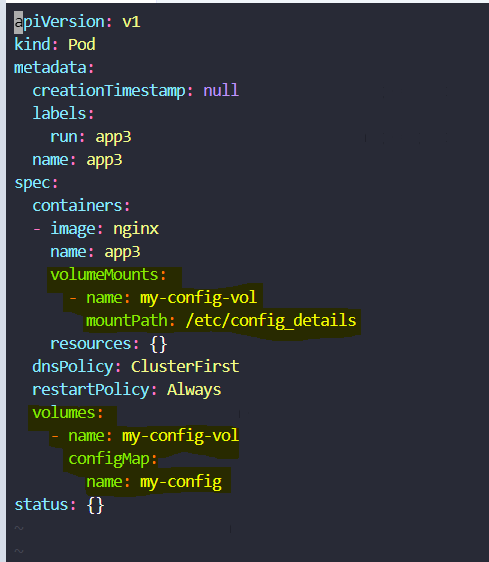 apiVersion: v1
kind: Pod
metadata:
  creationTimestamp: null
  labels:
    run: app3
  name: app3
spec:
  containers:
  - image: nginx
    name: app3
    volumeMounts:
      - name: my-config-vol
        mountPath: /etc/config_details
    resources: {}
  dnsPolicy: ClusterFirst
  restartPolicy: Always
  volumes:
    - name: my-config-vol
      configMap:
        name: my-config
status: {}
~
~